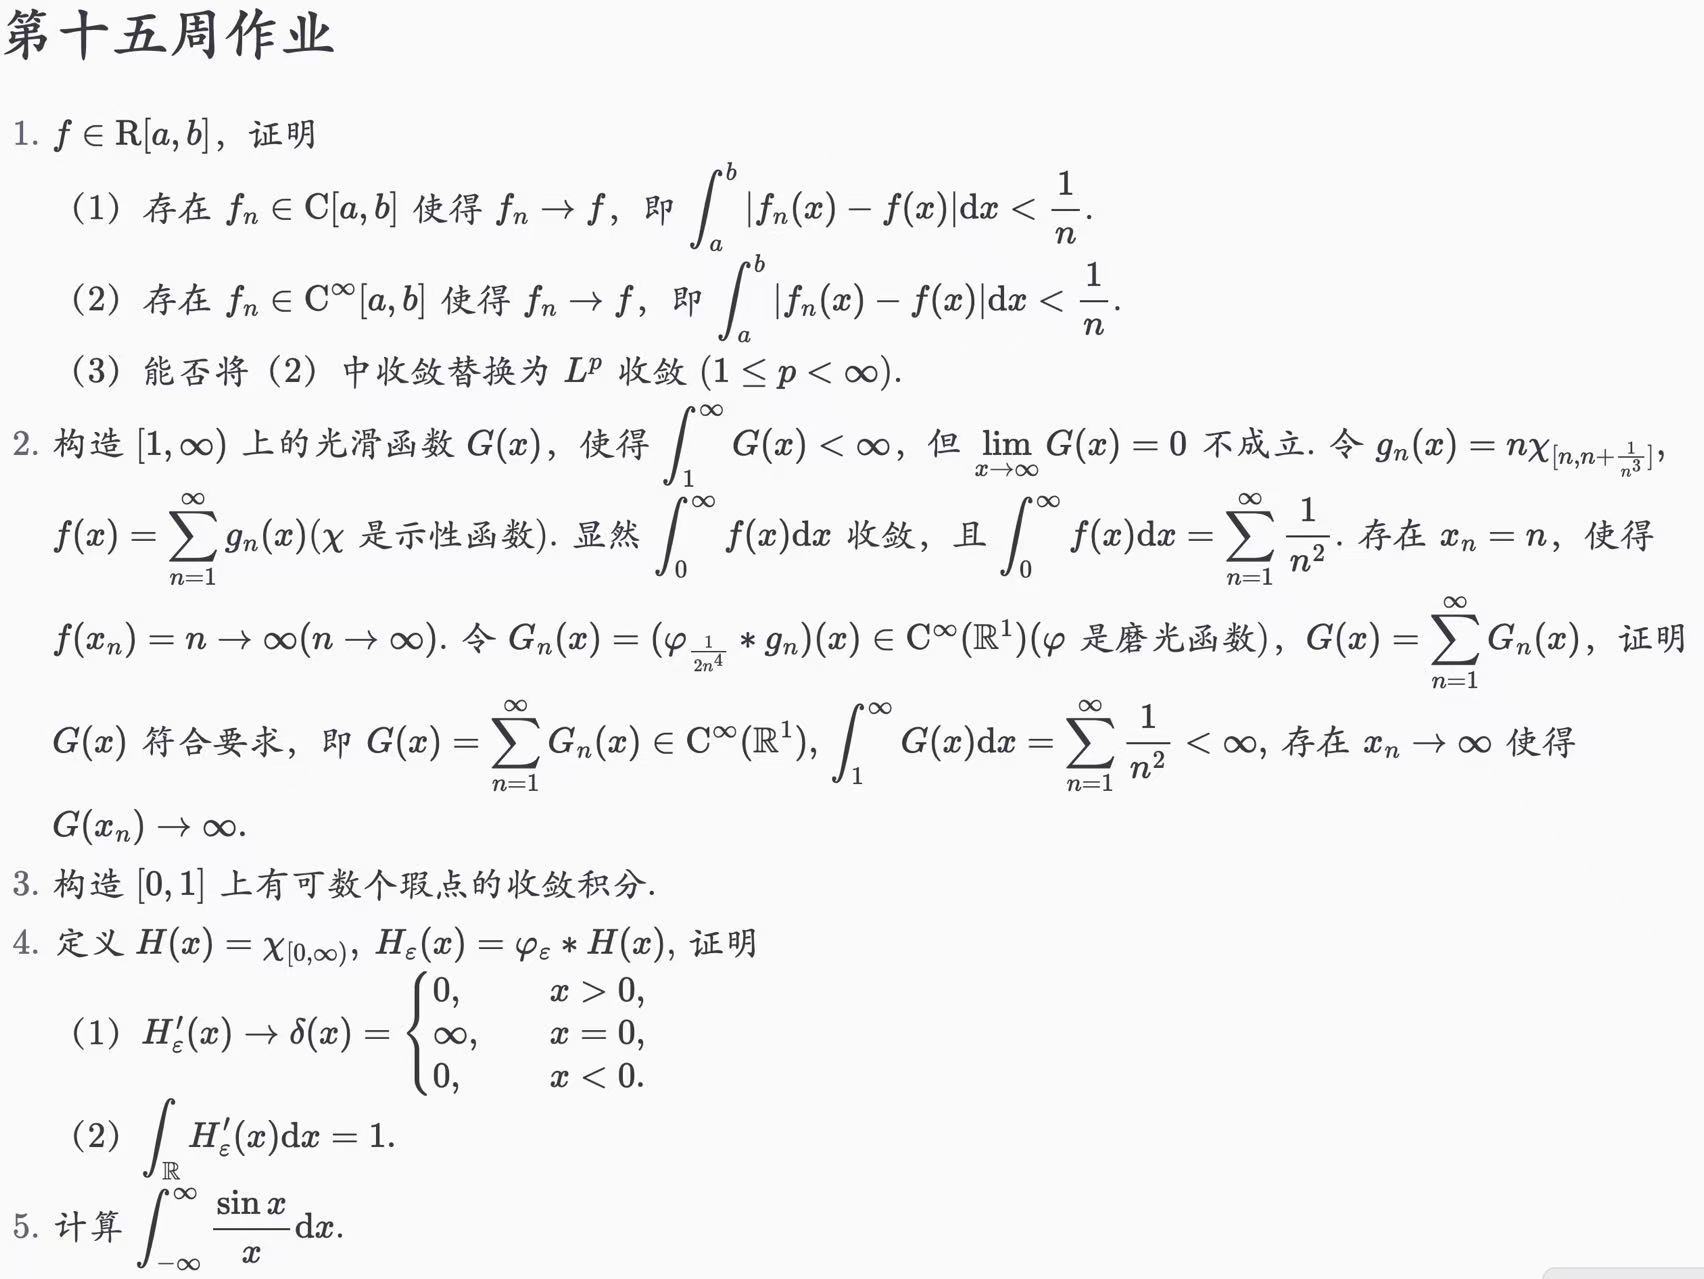 第十五周作业
1. $f \in \mathrm{R}[a,b]$，证明
（1）存在 $f_n \in \mathrm{C}[a,b]$ 使得 $f_n \to f$，即 $\int_a^b |f_n(x) - f(x)|\mathrm{d}x < \frac{1}{n}$.
（2）存在 $f_n \in \mathrm{C}^\infty[a,b]$ 使得 $f_n \to f$，即 $\int_a^b |f_n(x) - f(x)|\mathrm{d}x < \frac{1}{n}$.
（3）能否将（2）中收敛替换为 $L^p$ 收敛 $(1 \le p < \infty)$.
2. 构造 $[1,\infty)$ 上的光滑函数 $G(x)$，使得 $\int_1^\infty G(x) < \infty$，但 $\lim_{x\to\infty} G(x) = 0$ 不成立. 令 $g_n(x) = n\chi_{[n,n+\frac{1}{n^3}]}$，
$f(x) = \sum_{n=1}^\infty g_n(x)$($\chi$ 是示性函数). 显然 $\int_0^\infty f(x)\mathrm{d}x$ 收敛，且 $\int_0^\infty f(x)\mathrm{d}x = \sum_{n=1}^\infty \frac{1}{n^2}$. 存在 $x_n = n$，使得
$f(x_n) = n \to \infty (n \to \infty)$. 令 $G_n(x) = (\varphi_{\frac{1}{2n^4}} * g_n)(x) \in \mathrm{C}^\infty(\mathbb{R}^1)$($\varphi$ 是磨光函数)，$G(x) = \sum_{n=1}^\infty G_n(x)$，证明
$G(x)$ 符合要求，即 $G(x) = \sum_{n=1}^\infty G_n(x) \in \mathrm{C}^\infty(\mathbb{R}^1)$, $\int_1^\infty G(x)\mathrm{d}x = \sum_{n=1}^\infty \frac{1}{n^2} < \infty$, 存在 $x_n \to \infty$ 使得
$G(x_n) \to \infty$.
3. 构造 $[0,1]$ 上有可数个瑕点的收敛积分.
4. 定义 $H(x) = \chi_{[0,\infty)}$, $H_\varepsilon(x) = \varphi_\varepsilon * H(x)$, 证明
（1）$H'_\varepsilon(x) \to \delta(x) = \begin{cases} 0, & x > 0, \\ \infty, & x = 0, \\ 0, & x < 0. \end{cases}$
（2）$\int_{\mathbb{R}} H'_\varepsilon(x)\mathrm{d}x = 1$.
5. 计算 $\int_{-\infty}^\infty \frac{\sin x}{x}\mathrm{d}x$.